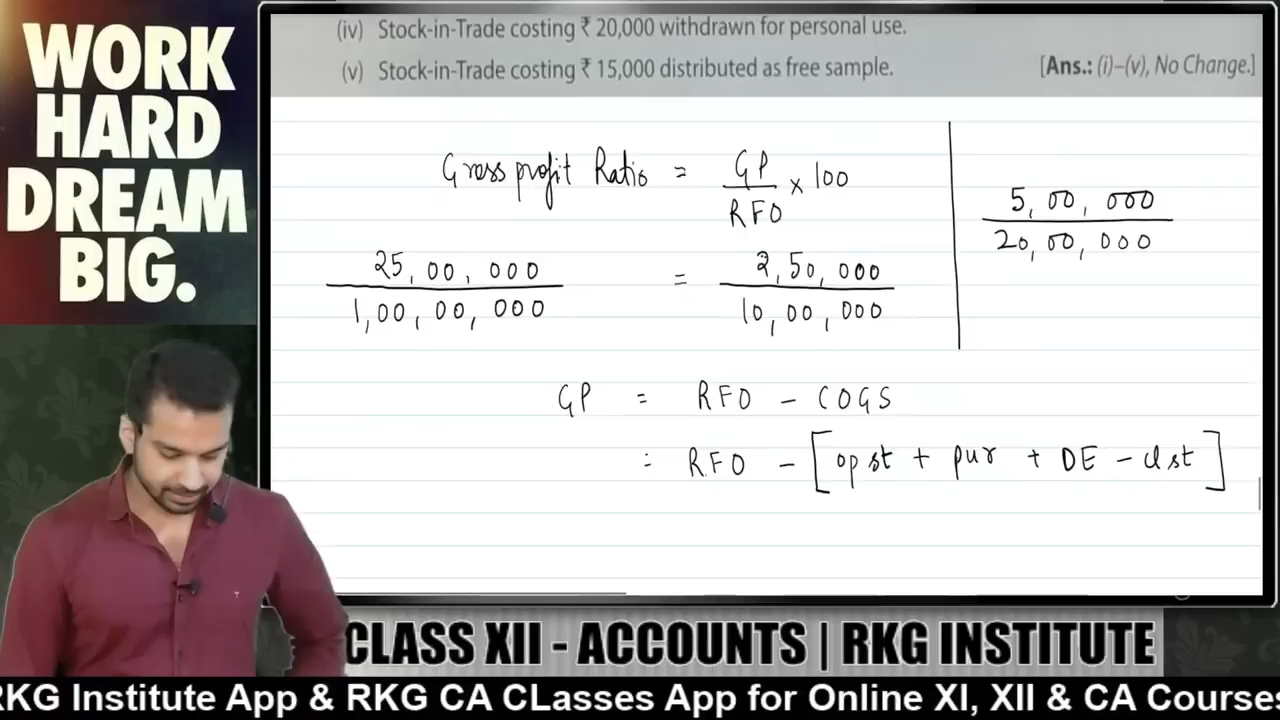 WORK
HARD
DREAM
BIG.
(iv) Stock-in-Trade costing ₹ 20,000 withdrawn for personal use.
(v) Stock-in-Trade costing ₹ 15,000 distributed as free sample. [Ans.: (i)–(v), No Change.]
Gross profit Ratio = GP / RFO × 100
5,00,000 / 20,00,000
25,00,000 / 1,00,00,000 = 2,50,000 / 10,00,000
GP = RFO - COGS
= RFO - [op st + pur + DE - cl st]
CLASS XII - ACCOUNTS | RKG INSTITUTE
RKG Institute App & RKG CA CLasses App for Online XI, XII & CA Courses